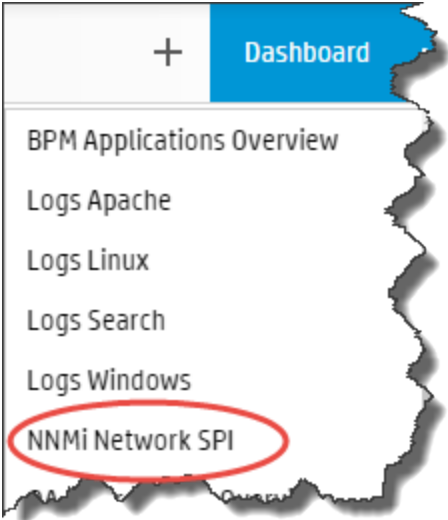 + Dashboard
BPM Applications Overview
Logs Apache
Logs Linux
Logs Search
Logs Windows
NNMi Network SPI